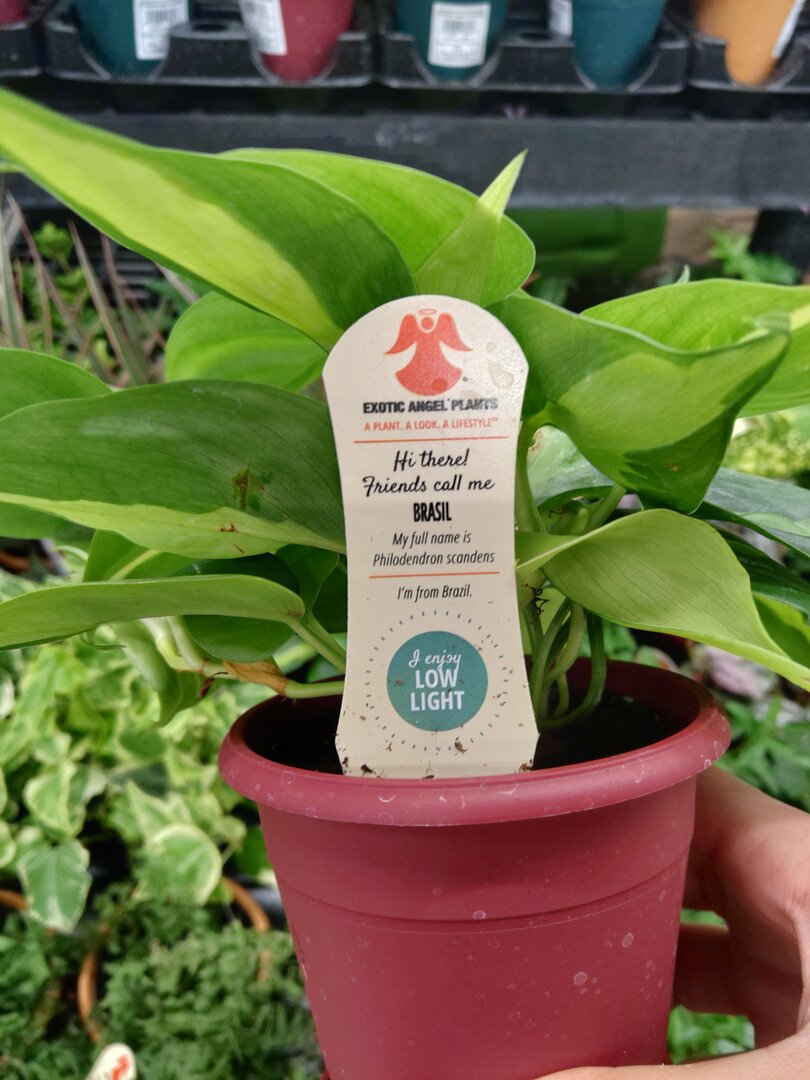 EXOTIC ANGEL® PLANTS
A PLANT. A LOOK. A LIFESTYLE™
Hi there!
Friends call me
BRASIL
My full name is
Philodendron scandens
I'm from Brazil.
I enjoy
LOW
LIGHT